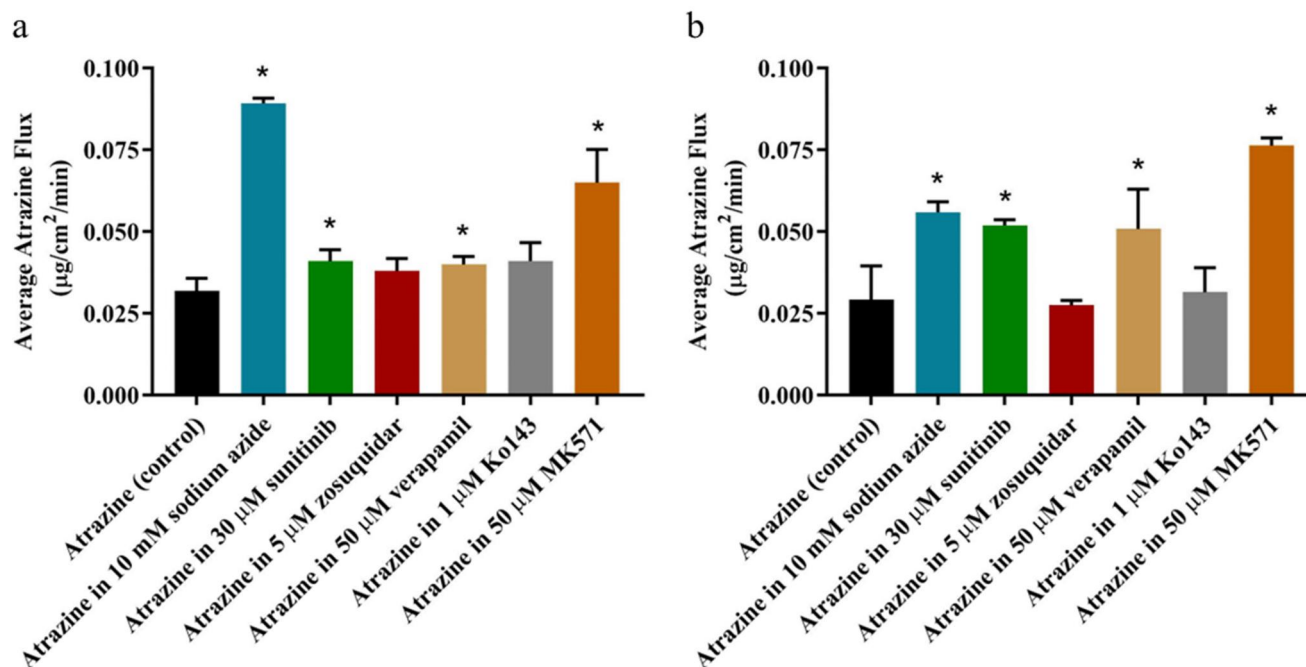 a
Average Atrazine Flux
(μg/cm²/min)
0.100
0.075
0.050
0.025
0.000
*
*
*
*
Atrazine (control)
Atrazine in 10 mM sodium azide
Atrazine in 30 μM sunitinib
Atrazine in 5 μM zosuquidar
Atrazine in 50 μM verapamil
Atrazine in 1 μM Ko143
Atrazine in 50 μM MK571
b
Average Atrazine Flux
(μg/cm²/min)
0.100
0.075
0.050
0.025
0.000
*
*
*
*
Atrazine (control)
Atrazine in 10 mM sodium azide
Atrazine in 30 μM sunitinib
Atrazine in 5 μM zosuquidar
Atrazine in 50 μM verapamil
Atrazine in 1 μM Ko143
Atrazine in 50 μM MK571